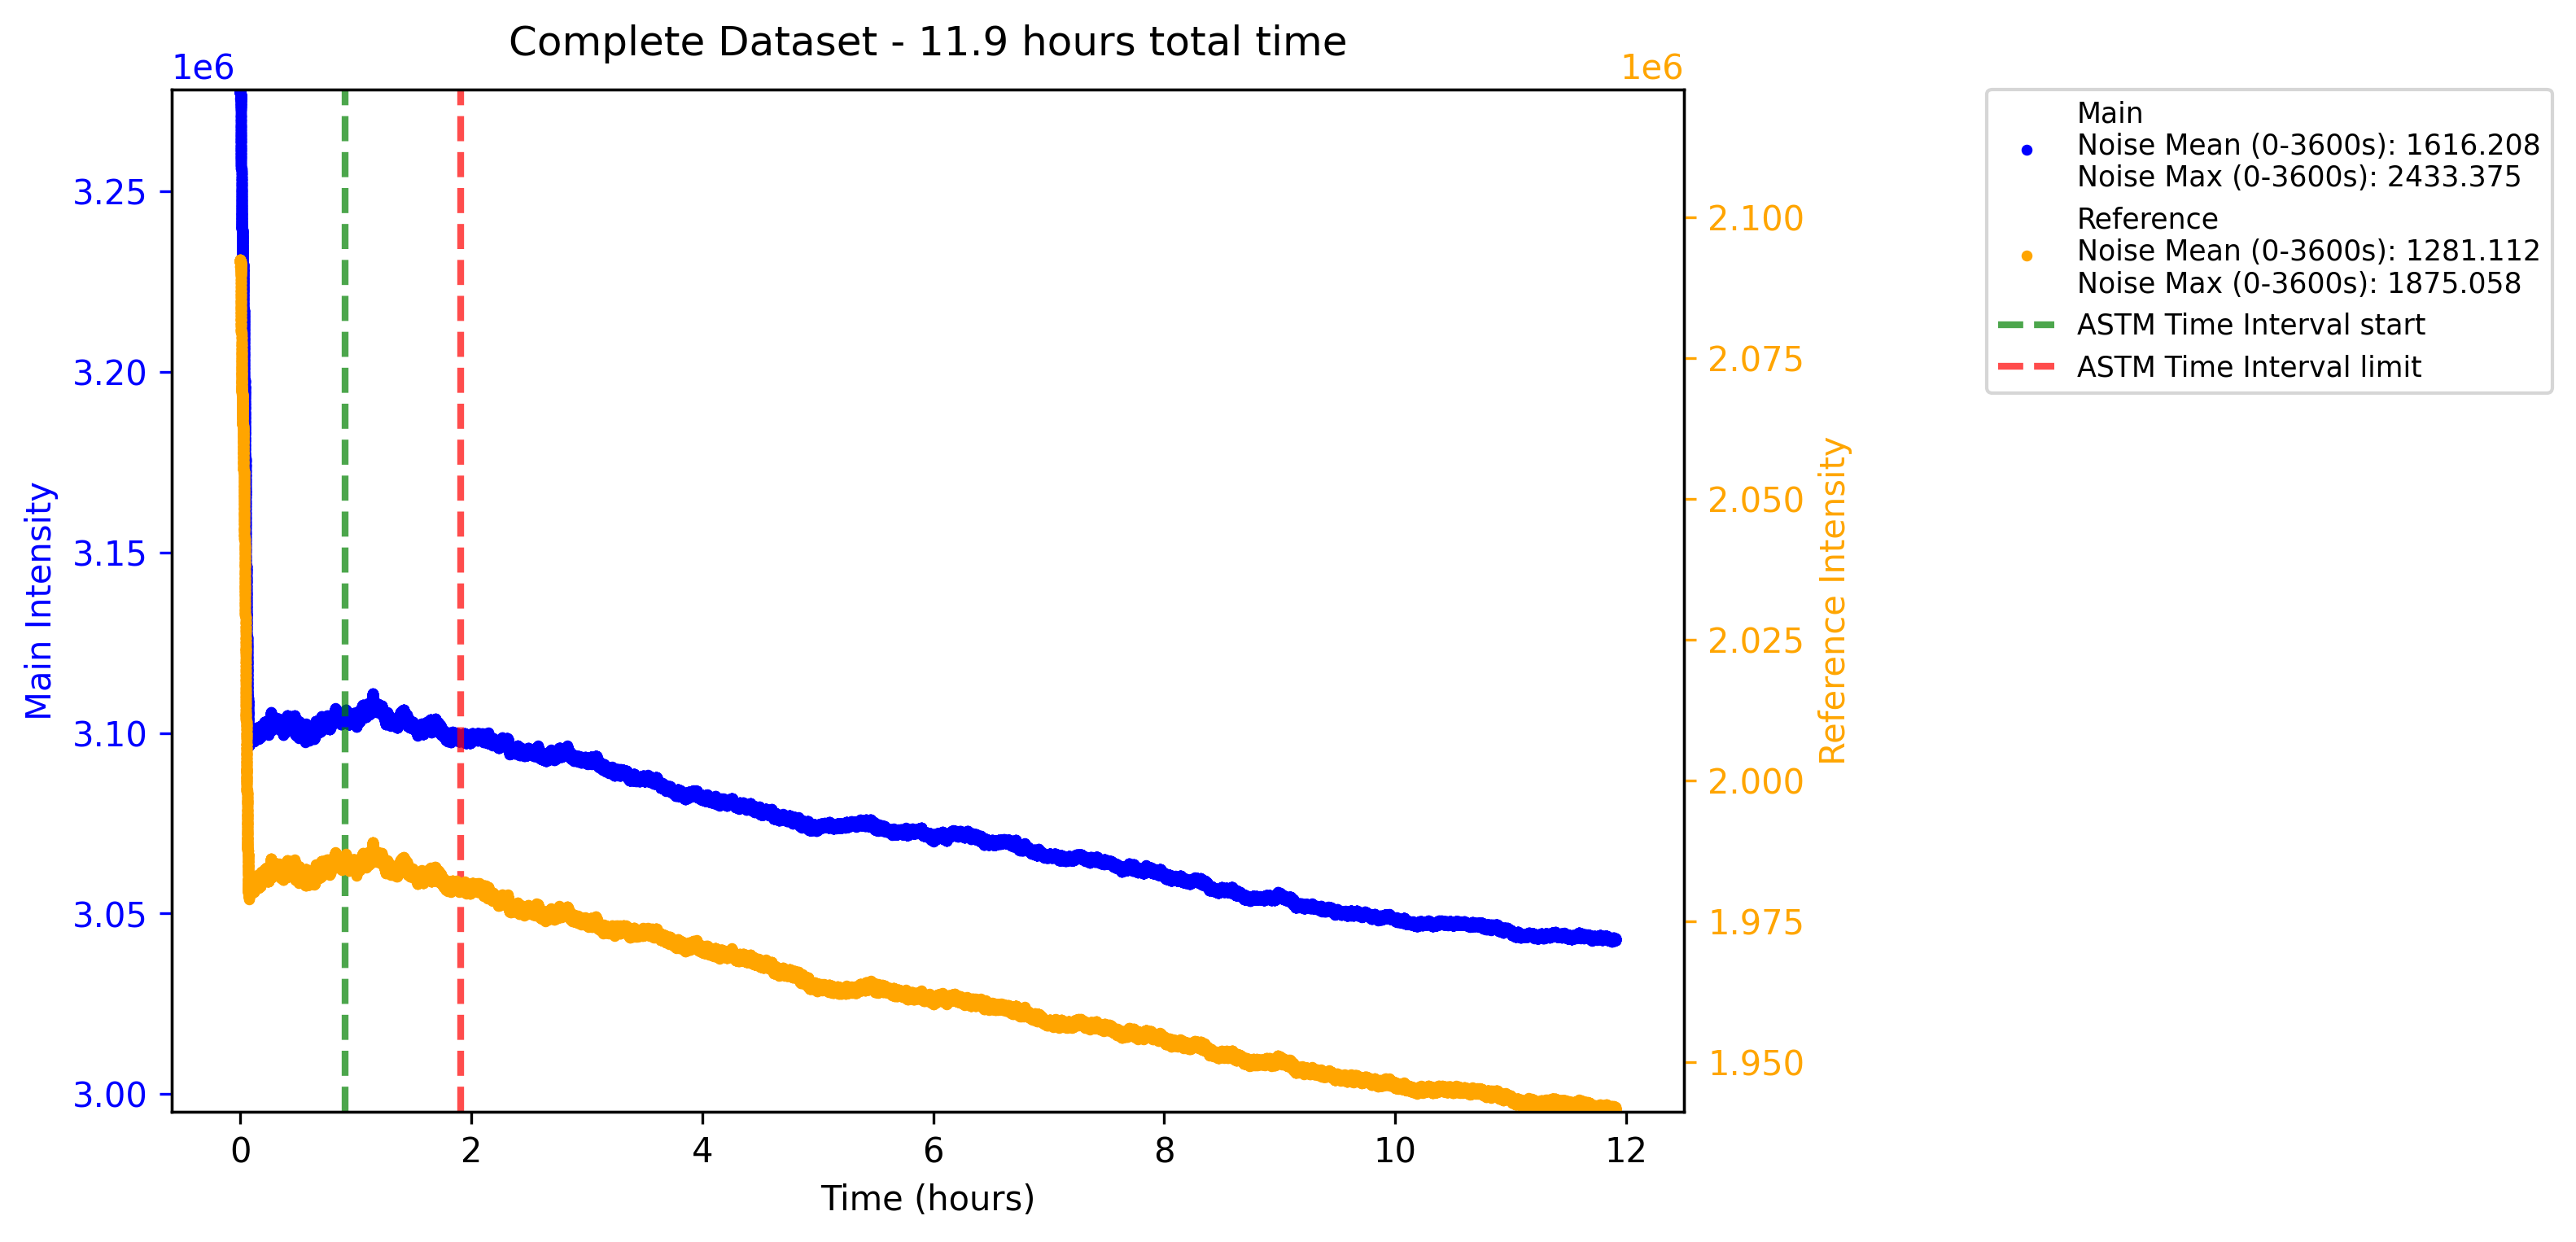 Complete Dataset - 11.9 hours total time
1e6
1e6
Main Intensity
3.25
3.20
3.15
3.10
3.05
3.00
2.100
2.075
2.050
2.025
2.000
1.975
1.950
Reference Intensity
0 2 4 6 8 10 12
Time (hours)
Main
Noise Mean (0-3600s): 1616.208
Noise Max (0-3600s): 2433.375
Reference
Noise Mean (0-3600s): 1281.112
Noise Max (0-3600s): 1875.058
ASTM Time Interval start
ASTM Time Interval limit